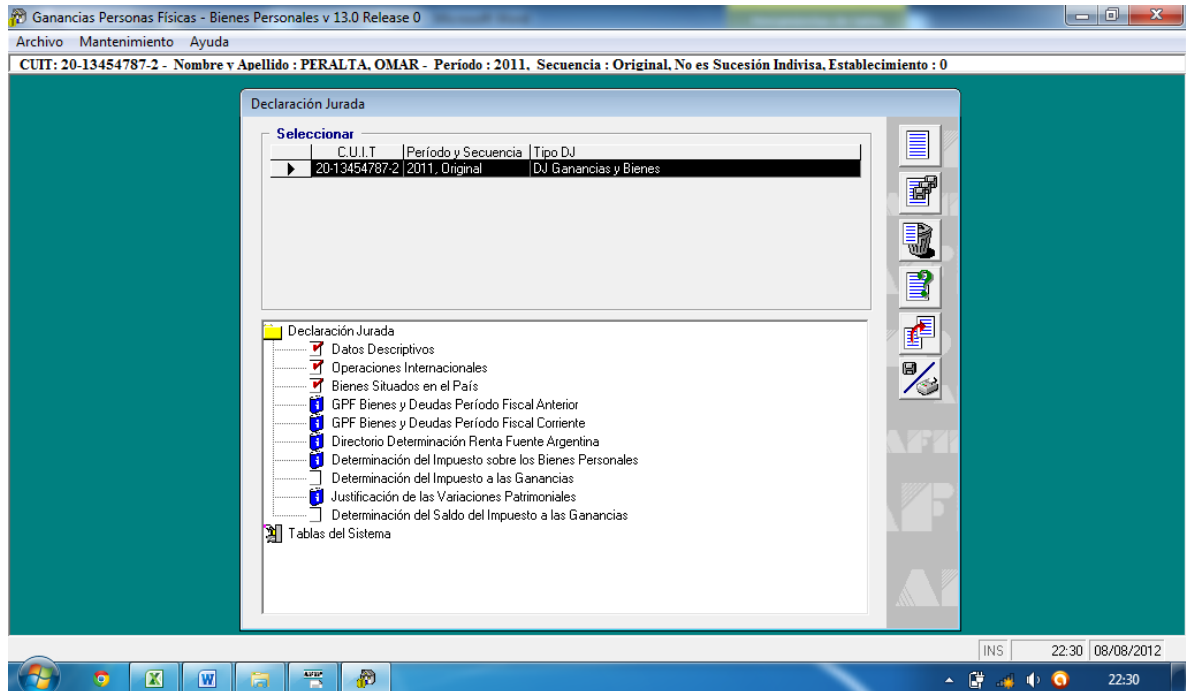 Ganancias Personas Físicas - Bienes Personales v 13.0 Release 0
Archivo Mantenimiento Ayuda
CUIT: 20-13454787-2 - Nombre y Apellido : PERALTA, OMAR - Período : 2011, Secuencia : Original, No es Sucesión Indivisa, Establecimiento : 0
Declaración Jurada
Seleccionar
C.U.I.T Período y Secuencia Tipo DJ
20-13454787-2 2011, Original DJ Ganancias y Bienes
Declaración Jurada
Datos Descriptivos
Operaciones Internacionales
Bienes Situados en el País
GPF Bienes y Deudas Período Fiscal Anterior
GPF Bienes y Deudas Período Fiscal Corriente
Directorio Determinación Renta Fuente Argentina
Determinación del Impuesto sobre los Bienes Personales
Determinación del Impuesto a las Ganancias
Justificación de las Variaciones Patrimoniales
Determinación del Saldo del Impuesto a las Ganancias
Tablas del Sistema
INS 22:30 08/08/2012
22:30